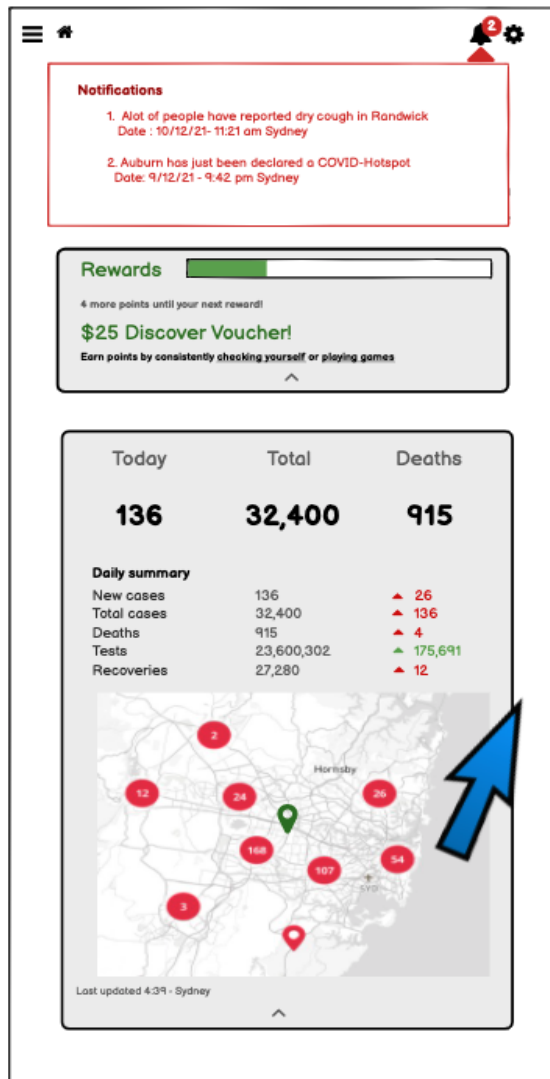 2
Notifications
1. Alot of people have reported dry cough in Randwick
Date : 10/12/21- 11:21 am Sydney
2. Auburn has just been declared a COVID-Hotspot
Date: 9/12/21 - 9:42 pm Sydney
Rewards
4 more points until your next reward!
$25 Discover Voucher!
Earn points by consistently checking yourself or playing games
Today Total Deaths
136 32,400 915
Daily summary
New cases 136 26
Total cases 32,400 136
Deaths 915 4
Tests 23,600,302 175,691
Recoveries 27,280 12
2
Hornsby
12 24 26
168 107 54
SYD
3
Last updated 4:39 - Sydney